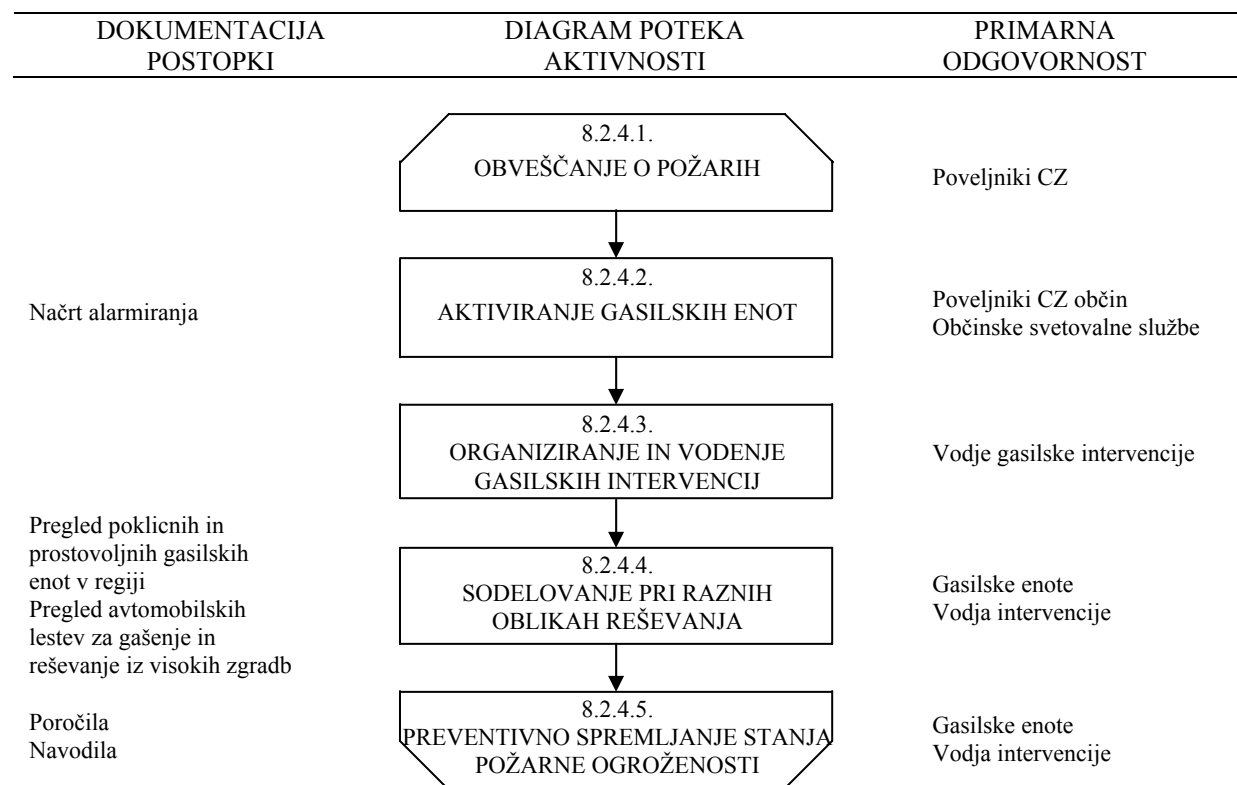 DOKUMENTACIJA
POSTOPKI
DIAGRAM POTEKA
AKTIVNOSTI
PRIMARNA
ODGOVORNOST
8.2.4.1.
OBVEŠČANJE O POŽARIH
Poveljniki CZ
Načrt alarmiranja
8.2.4.2.
AKTIVIRANJE GASILSKIH ENOT
Poveljniki CZ občin
Občinske svetovalne službe
8.2.4.3.
ORGANIZIRANJE IN VODENJE
GASILSKIH INTERVENCIJ
Vodje gasilske intervencije
Pregled poklicnih in
prostovoljnih gasilskih
enot v regiji
Pregled avtomobilskih
lestev za gašenje in
reševanje iz visokih zgradb
8.2.4.4.
SODELOVANJE PRI RAZNIH
OBLIKAH REŠEVANJA
Gasilske enote
Vodja intervencije
Poročila
Navodila
8.2.4.5.
PREVENTIVNO SPREMLJANJE STANJA
POŽARNE OGROŽENOSTI
Gasilske enote
Vodja intervencije